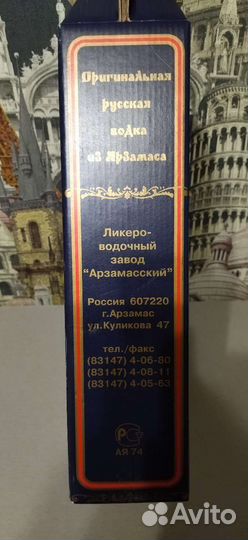 Оригинальная
русская
водка
из Арзамаса
Ликеро-
водочный
завод
"Арзамасский"
Россия 607220
г.Арзамас
ул.Куликова 47
тел./факс
(83147) 4-06-80
(83147) 4-08-11
(83147) 4-05-63
РС
АЯ 74
Avito